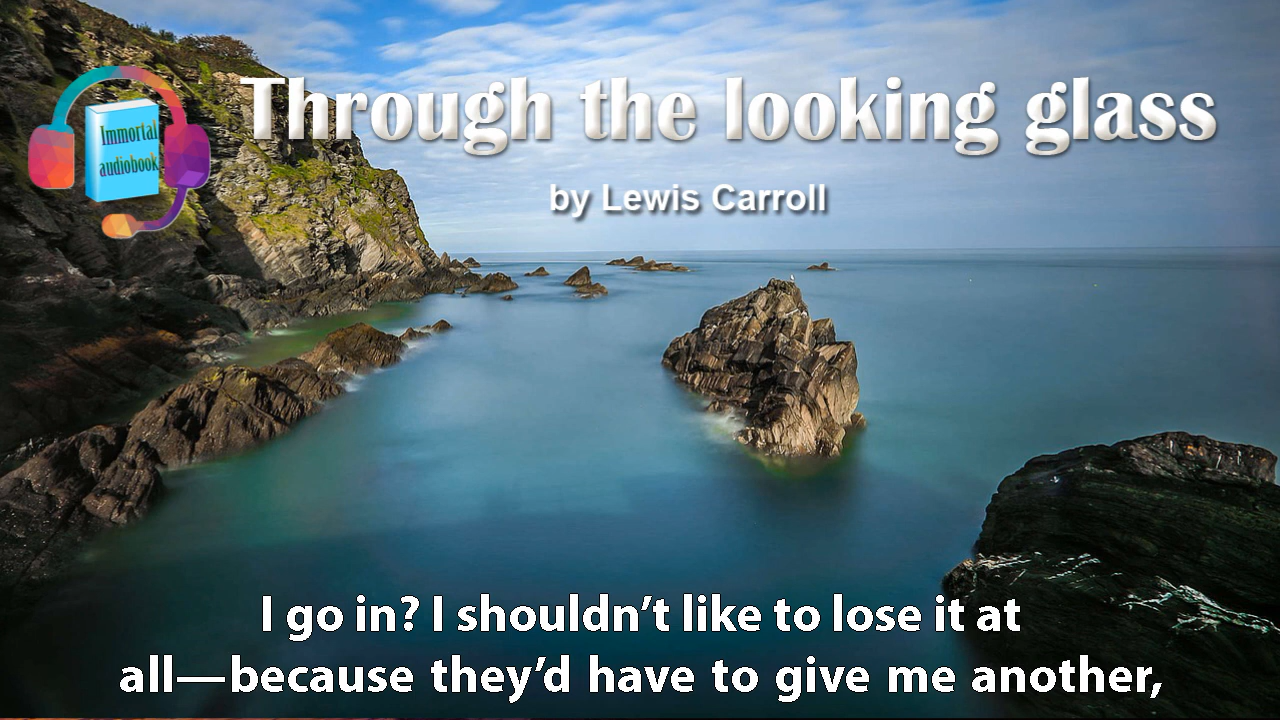 Immortal
audiobook
Through the looking glass
by Lewis Carroll
I go in? I shouldn’t like to lose it at
all—because they’d have to give me another,